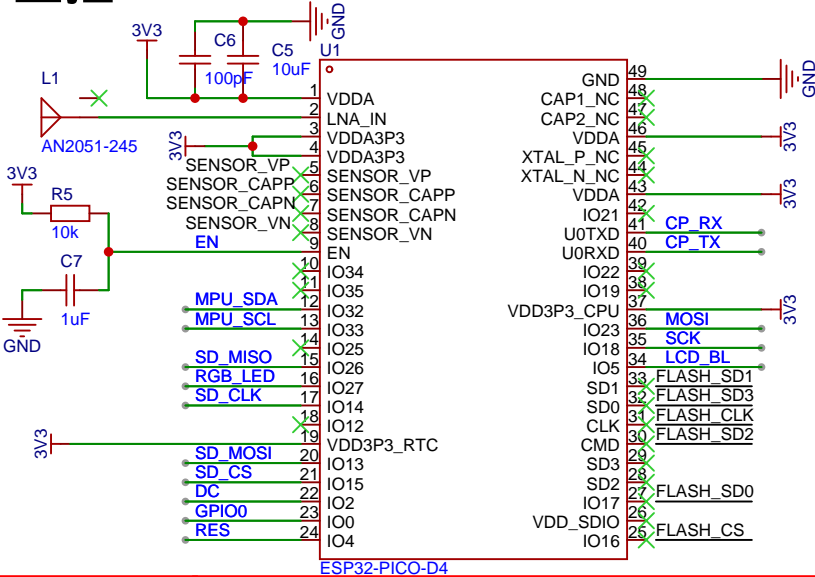 GND
3V3
C6
100pF
C5
10uF
U1
L1
AN2051-245
3V3
3V3
R5
10k
C7
1uF
GND
1 VDDA
2 LNA_IN
3 VDDA3P3
4 VDDA3P3
SENSOR_VP 5 SENSOR_VP
SENSOR_CAPP 6 SENSOR_CAPP
SENSOR_CAPN 7 SENSOR_CAPN
SENSOR_VN 8 SENSOR_VN
EN 9 EN
10 IO34
11 IO35
MPU_SDA 12 IO32
MPU_SCL 13 IO33
14 IO25
SD_MISO 15 IO26
RGB_LED 16 IO27
SD_CLK 17 IO14
18 IO12
3V3 19 VDD3P3_RTC
SD_MOSI 20 IO13
SD_CS 21 IO15
DC 22 IO2
GPIO0 23 IO0
RES 24 IO4
GND 49 GND
CAP1_NC 48
CAP2_NC 47
VDDA 46 3V3
XTAL_P_NC 45
XTAL_N_NC 44
VDDA 43 3V3
IO21 42
U0TXD 41 CP_RX
U0RXD 40 CP_TX
IO22 39
IO19 38
VDD3P3_CPU 37 3V3
IO23 36 MOSI
IO18 35 SCK
IO5 34 LCD_BL
SD1 33 FLASH_SD1
SD0 32 FLASH_SD3
CLK 31 FLASH_CLK
CMD 30 FLASH_SD2
SD3 29
SD2 28
IO17 27 FLASH_SD0
VDD_SDIO 26
IO16 25 FLASH_CS
ESP32-PICO-D4